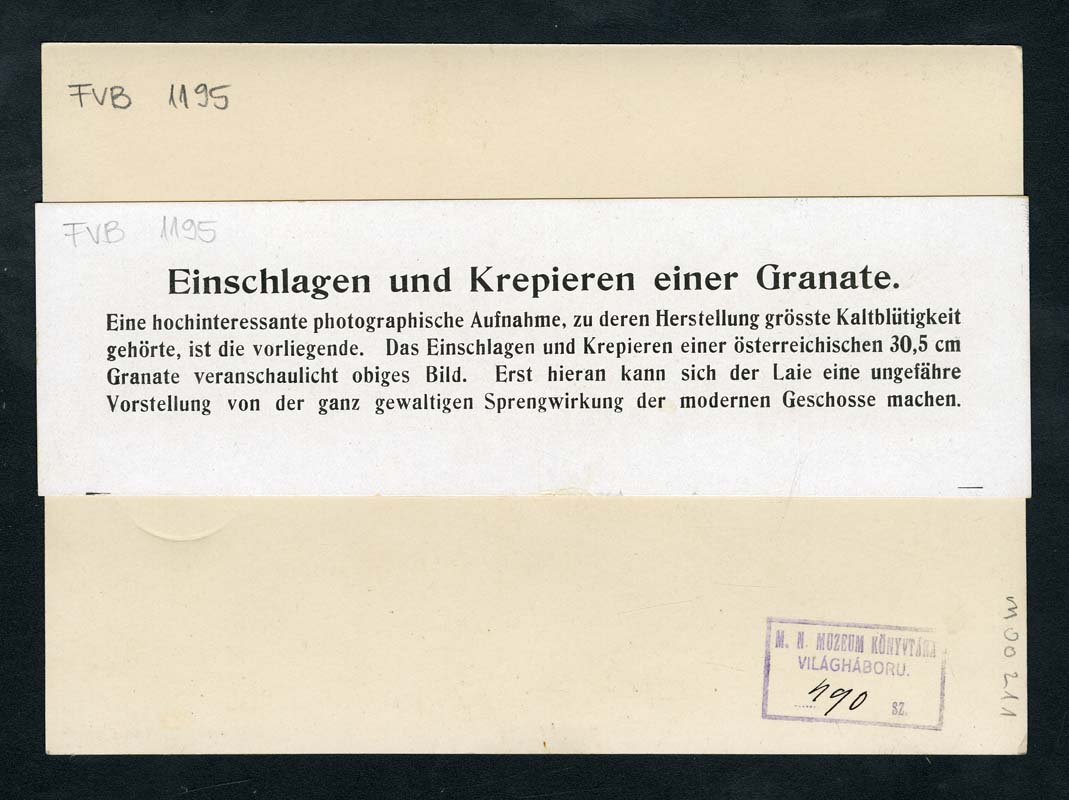 FVB 1195
FVB 1195
Einschlagen und Krepieren einer Granate.
Eine hochinteressante photographische Aufnahme, zu deren Herstellung grösste Kaltblütigkeit
gehörte, ist die vorliegende. Das Einschlagen und Krepieren einer österreichischen 30,5 cm
Granate veranschaulicht obiges Bild. Erst hieran kann sich der Laie eine ungefähre
Vorstellung von der ganz gewaltigen Sprengwirkung der modernen Geschosse machen.
M. N. MUZEUM KÖNYVTÁRA
VILÁGHÁBORU.
490 SZ.
m00211